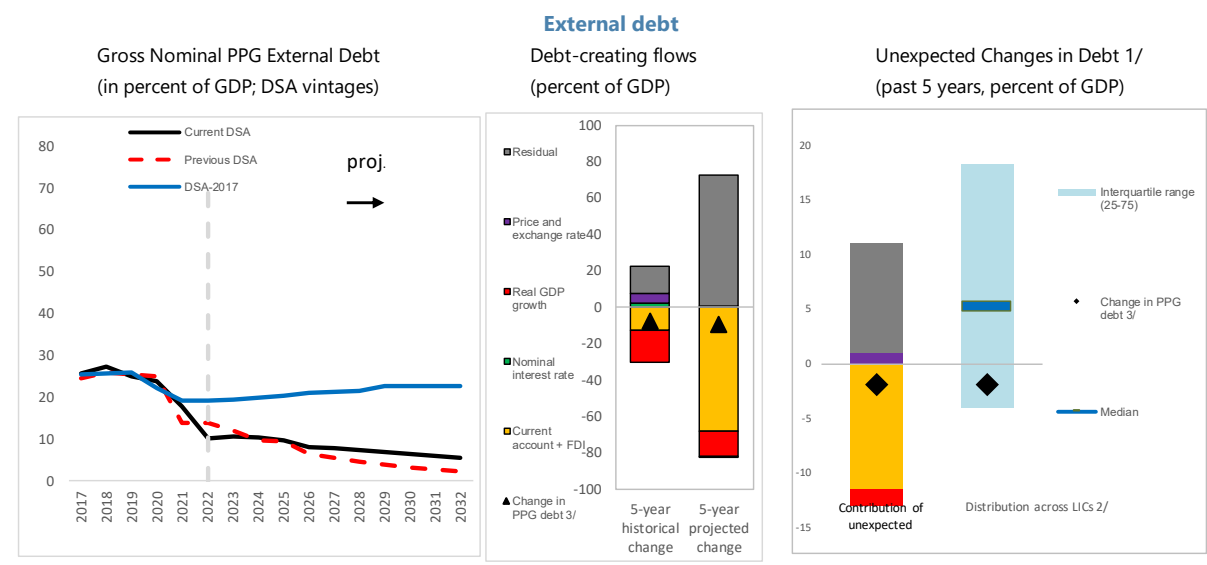 External debt
Gross Nominal PPG External Debt
(in percent of GDP; DSA vintages)
Current DSA
Previous DSA
DSA-2017
proj.
80
70
60
50
40
30
20
10
0
2017
2018
2019
2020
2021
2022
2023
2024
2025
2026
2027
2028
2029
2030
2031
2032
Debt-creating flows
(percent of GDP)
Residual
Price and
exchange rate
Real GDP
growth
Nominal
interest rate
Current
account + FDI
Change in
PPG debt 3/
100
80
60
40
20
0
-20
-40
-60
-80
-100
5-year
historical
change
5-year
projected
change
Unexpected Changes in Debt 1/
(past 5 years, percent of GDP)
20
15
10
5
0
-5
-10
-15
Contribution of
unexpected
Distribution across LICs 2/
Interquartile range
(25-75)
Change in PPG
debt 3/
Median